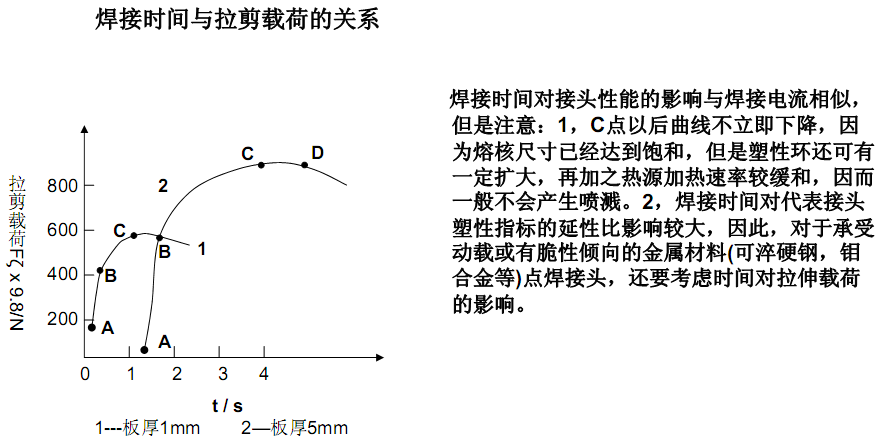 焊接时间与拉剪载荷的关系
焊接时间对接头性能的影响与焊接电流相似，
但是注意：1，C点以后曲线不立即下降，因
为熔核尺寸已经达到饱和，但是塑性环还可有
一定扩大，再加之热源加热速率较缓和，因而
一般不会产生喷溅。2，焊接时间对代表接头
塑性指标的延性比影响较大，因此，对于承受
动载或有脆性倾向的金属材料(可淬硬钢，钼
合金等)点焊接头，还要考虑时间对拉伸载荷
的影响。
拉剪载荷Fζ x 9.8/N
800
600
400
200
C
D
2
C
B
1
B
A
A
0 1 2 3 4
t / s
1---板厚1mm 2—板厚5mm